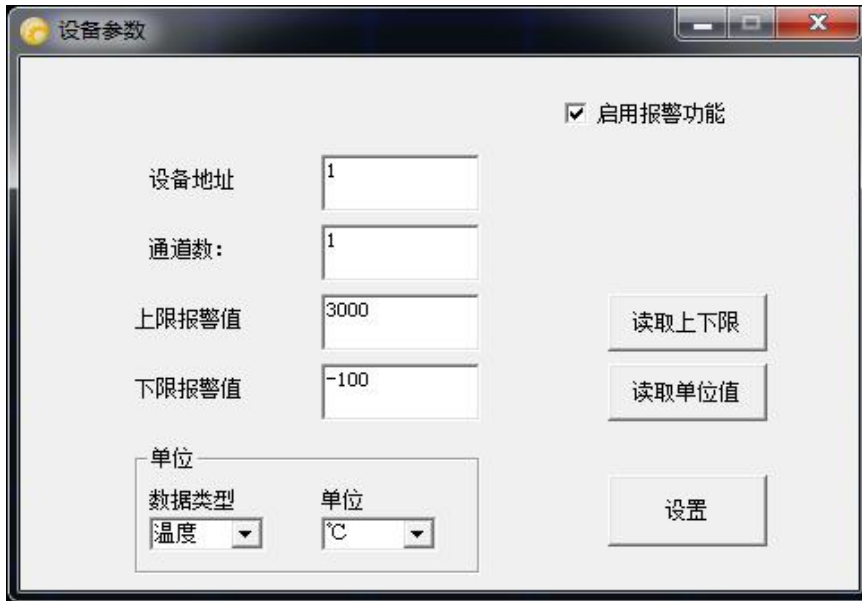 设备参数
启用报警功能
设备地址 1
通道数: 1
上限报警值 3000 读取上下限
下限报警值 -100 读取单位值
单位
数据类型 单位
温度 ℃ 设置